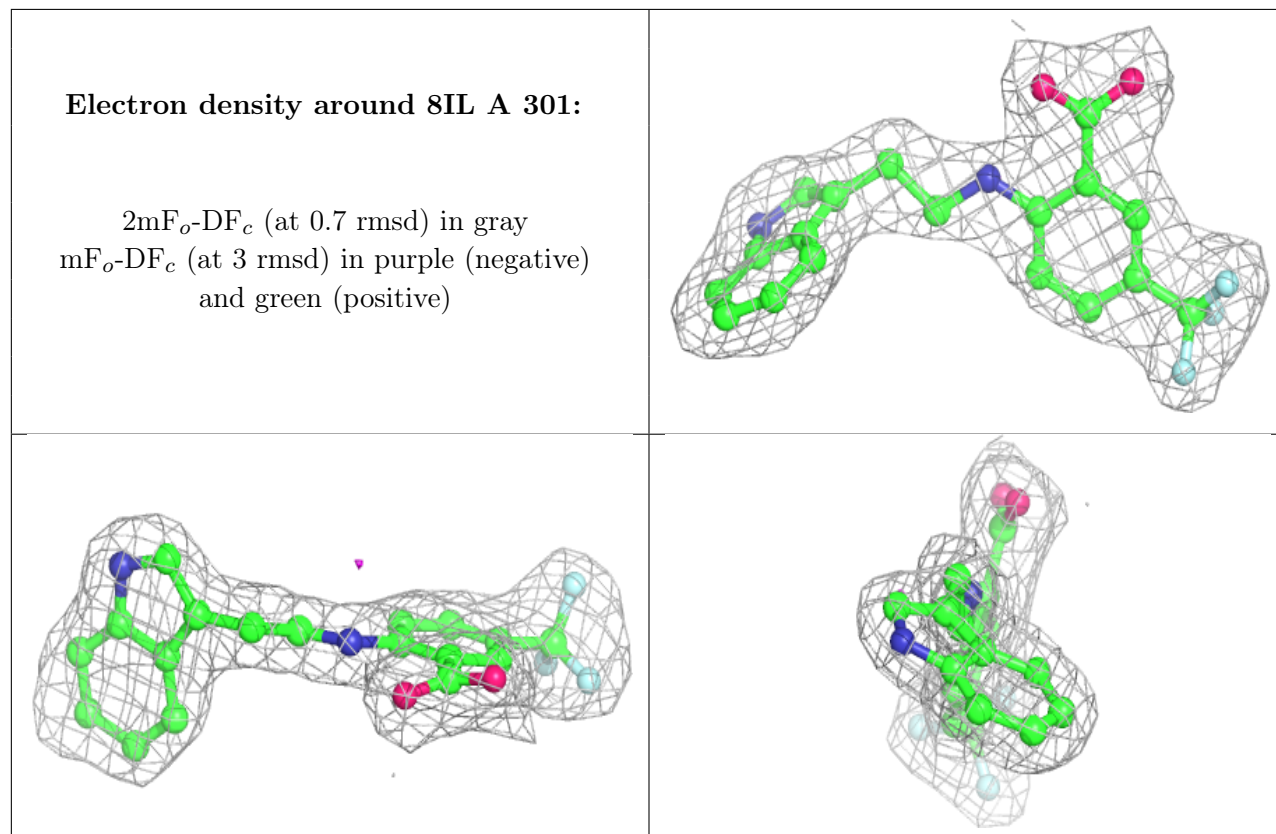 Electron density around 8IL A 301:
2mFo-DFc (at 0.7 rmsd) in gray
mFo-DFc (at 3 rmsd) in purple (negative)
and green (positive)